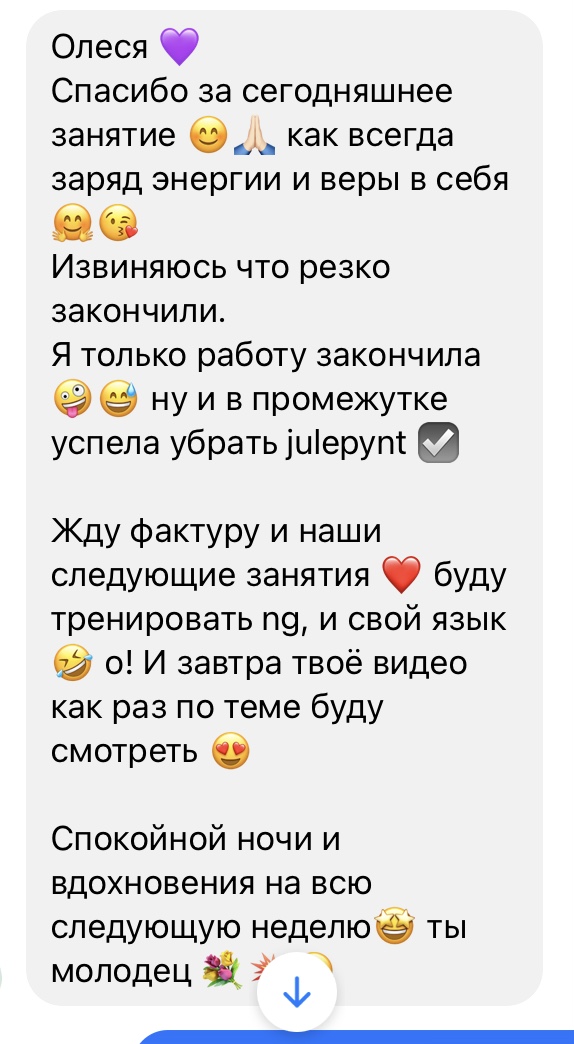 Олеся 💜
Спасибо за сегодняшнее
занятие 😊🙏🏻 как всегда
заряд энергии и веры в себя
🤗😘
Извиняюсь что резко
закончили.
Я только работу закончила
🤪😅 ну и в промежутке
успела убрать julepynt ☑️
Жду фактуру и наши
следующие занятия ❤️ буду
тренировать ng, и свой язык
🤣 о! И завтра твоё видео
как раз по теме буду
смотреть 😍
Спокойной ночи и
вдохновения на всю
следующую неделю🤩 ты
молодец 💐